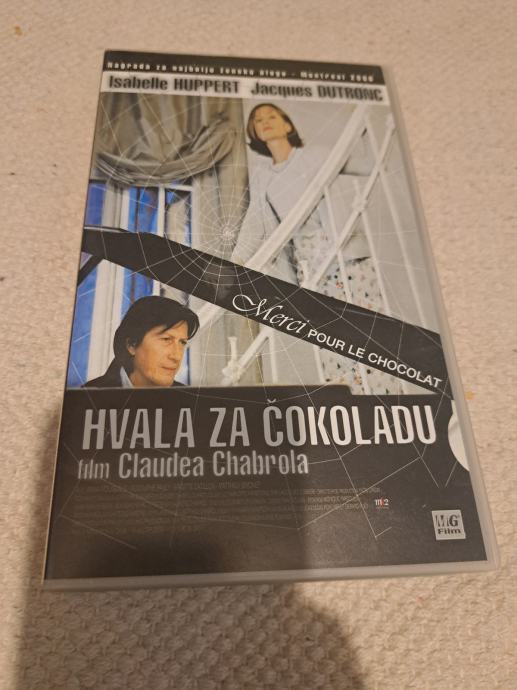 Nagrada za najbolju žensku ulogu - Montreal 2000
Isabelle HUPPERT Jacques DUTRONC
Merci POUR LE CHOCOLAT
HVALA ZA ČOKOLADU
film Claudea Chabrola
mk2
MG
Film